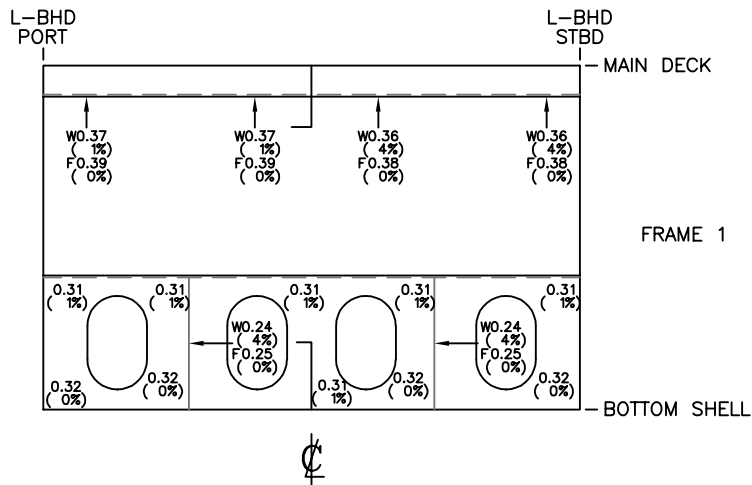 L-BHD
PORT
L-BHD
STBD
MAIN DECK
W0.37
( 1%)
F0.39
( 0%)
W0.37
( 1%)
F0.39
( 0%)
W0.36
( 4%)
F0.38
( 0%)
W0.36
( 4%)
F0.38
( 0%)
FRAME 1
0.31
( 1%)
0.31
( 1%)
0.31
( 1%)
0.31
( 1%)
0.31
( 1%)
W0.24
( 4%)
F0.25
( 0%)
W0.24
( 4%)
F0.25
( 0%)
0.32
( 0%)
0.32
( 0%)
0.31
( 1%)
0.32
( 0%)
0.32
( 0%)
BOTTOM SHELL
℄